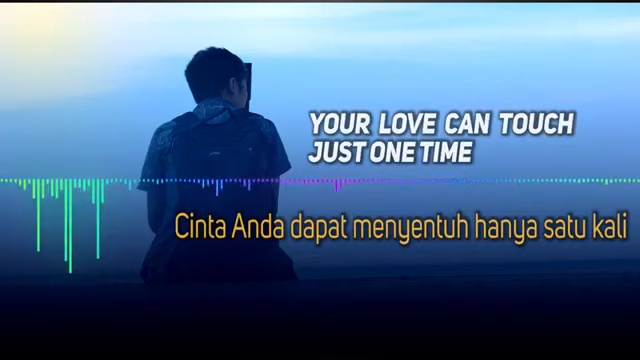 YOUR LOVE CAN TOUCH
JUST ONE TIME
Cinta Anda dapat menyentuh hanya satu kali